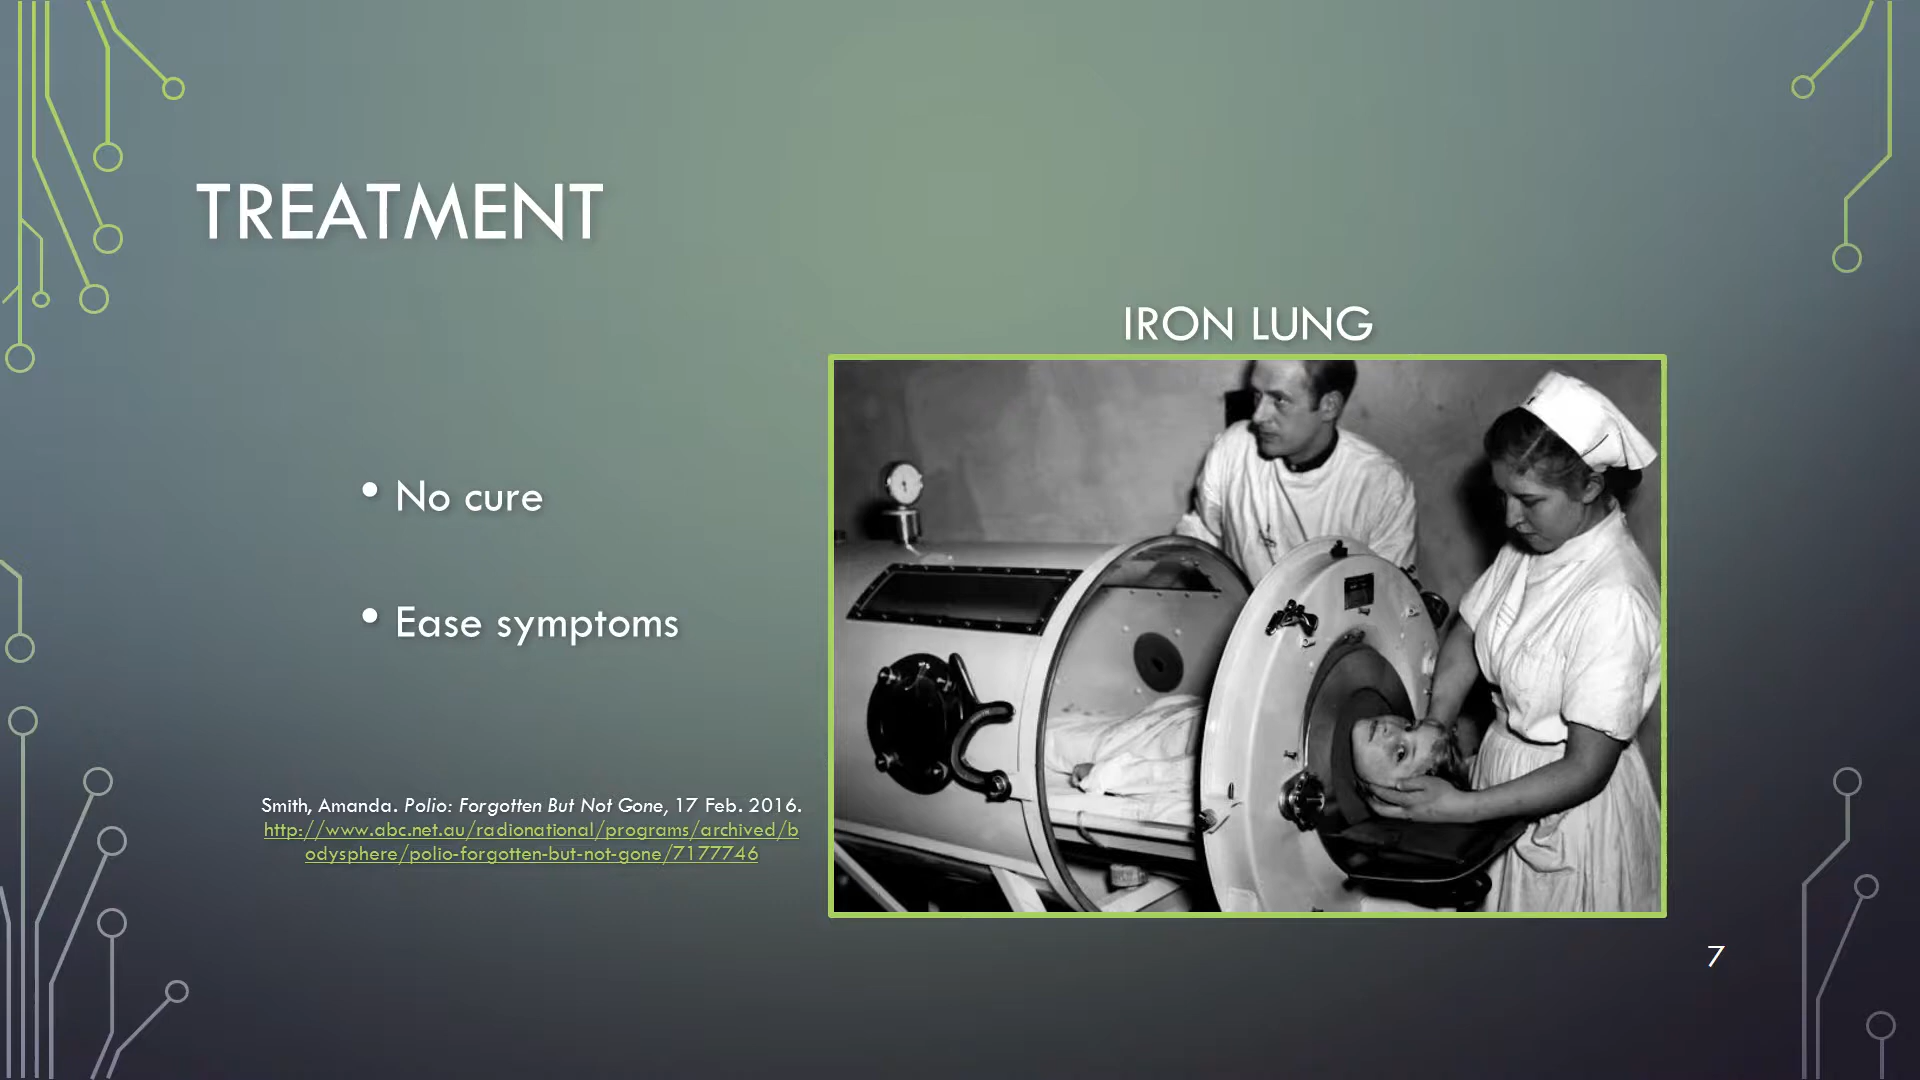 TREATMENT
IRON LUNG
• No cure
• Ease symptoms
Smith, Amanda. Polio: Forgotten But Not Gone, 17 Feb. 2016.
http://www.abc.net.au/radionational/programs/archived/b
odysphere/polio-forgotten-but-not-gone/7177746
7